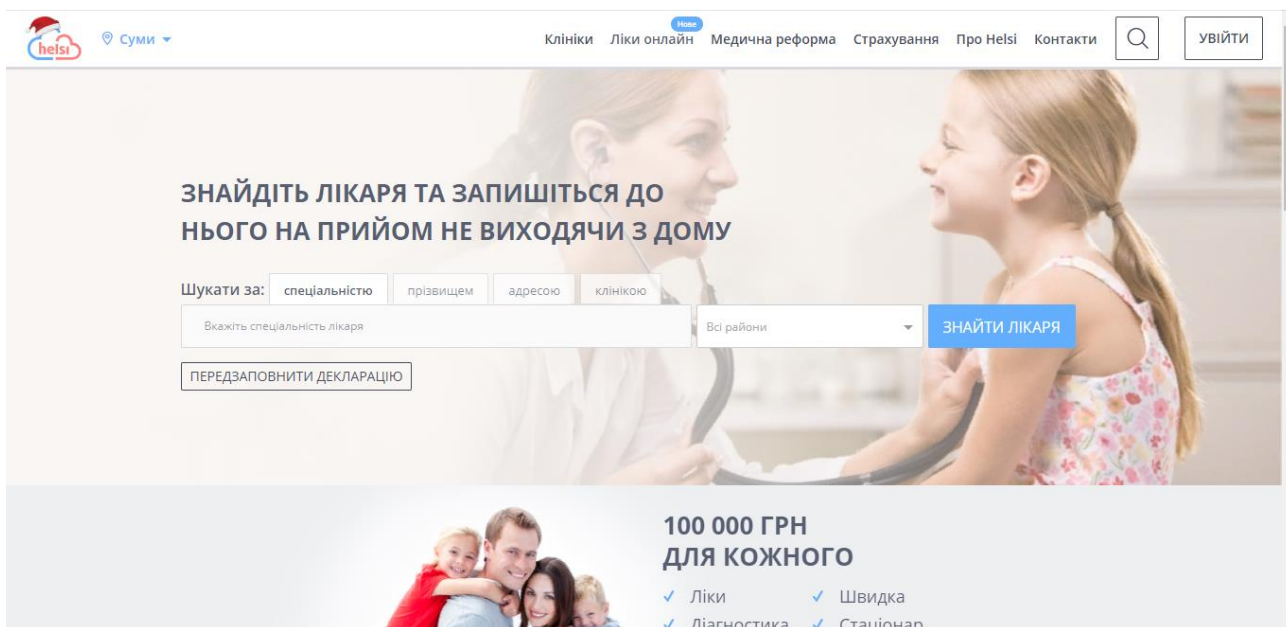 helsi
Суми
Нове
Клініки Ліки онлайн Медична реформа Страхування Про Helsi Контакти
УВІЙТИ
ЗНАЙДІТЬ ЛІКАРЯ ТА ЗАПИШІТЬСЯ ДО
НЬОГО НА ПРИЙОМ НЕ ВИХОДЯЧИ З ДОМУ
Шукати за: спеціальністю прізвищем адресою клінікою
Вкажіть спеціальність лікаря Всі райони ЗНАЙТИ ЛІКАРЯ
ПЕРЕДЗАПОВНИТИ ДЕКЛАРАЦІЮ
100 000 ГРН
ДЛЯ КОЖНОГО
Ліки Швидка
Діагностика Стаціонар